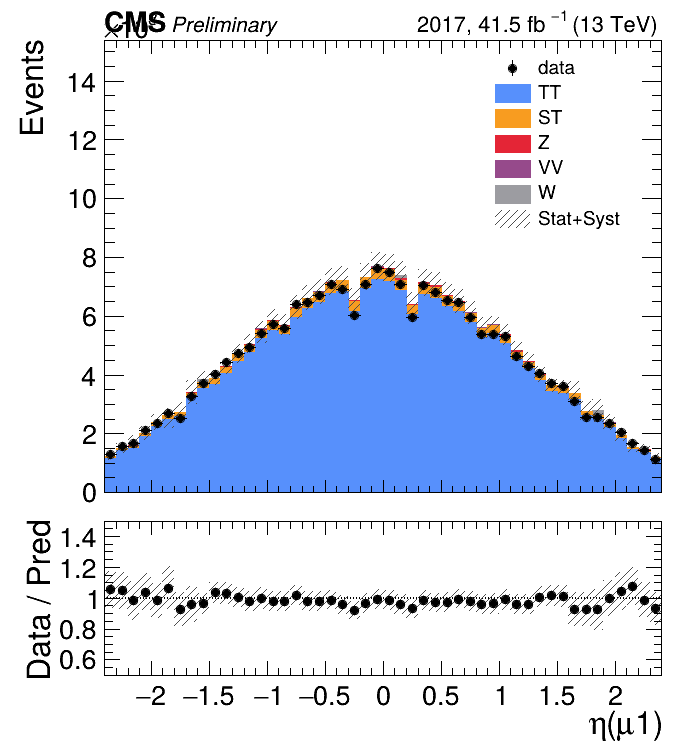 CMS Preliminary 2017, 41.5 fb⁻¹ (13 TeV)
Events
14
12
10
8
6
4
2
0
data
TT
ST
Z
VV
W
Stat+Syst
Data / Pred
1.4
1.2
1
0.8
0.6
−2 −1.5 −1 −0.5 0 0.5 1 1.5 2
η(μ1)